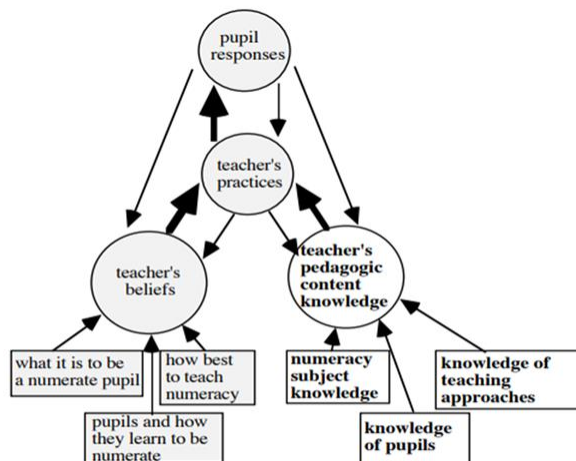 pupil
responses
teacher's
practices
teacher's
beliefs
teacher's
pedagogic
content
knowledge
what it is to be
a numerate pupil
how best
to teach
numeracy
pupils and how
they learn to be
numerate
numeracy
subject
knowledge
knowledge
of pupils
knowledge of
teaching
approaches